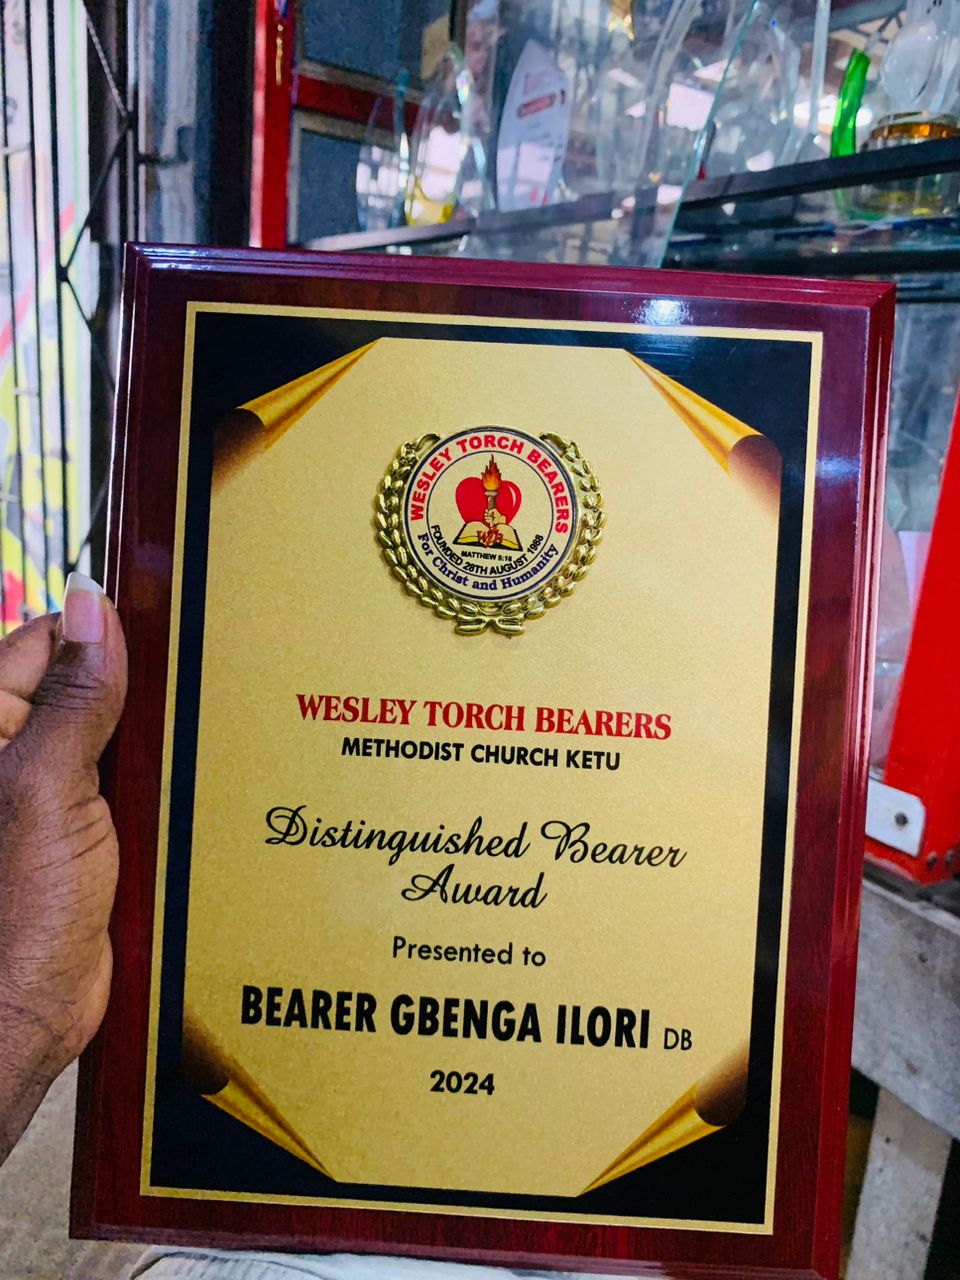 WESLEY TORCH BEARERS
WTB
MATTHEW 5:16
FOUNDED 28TH AUGUST 1988
For Christ and Humanity
WESLEY TORCH BEARERS
METHODIST CHURCH KETU
Distinguished Bearer
Award
Presented to
BEARER GBENGA ILORI DB
2024